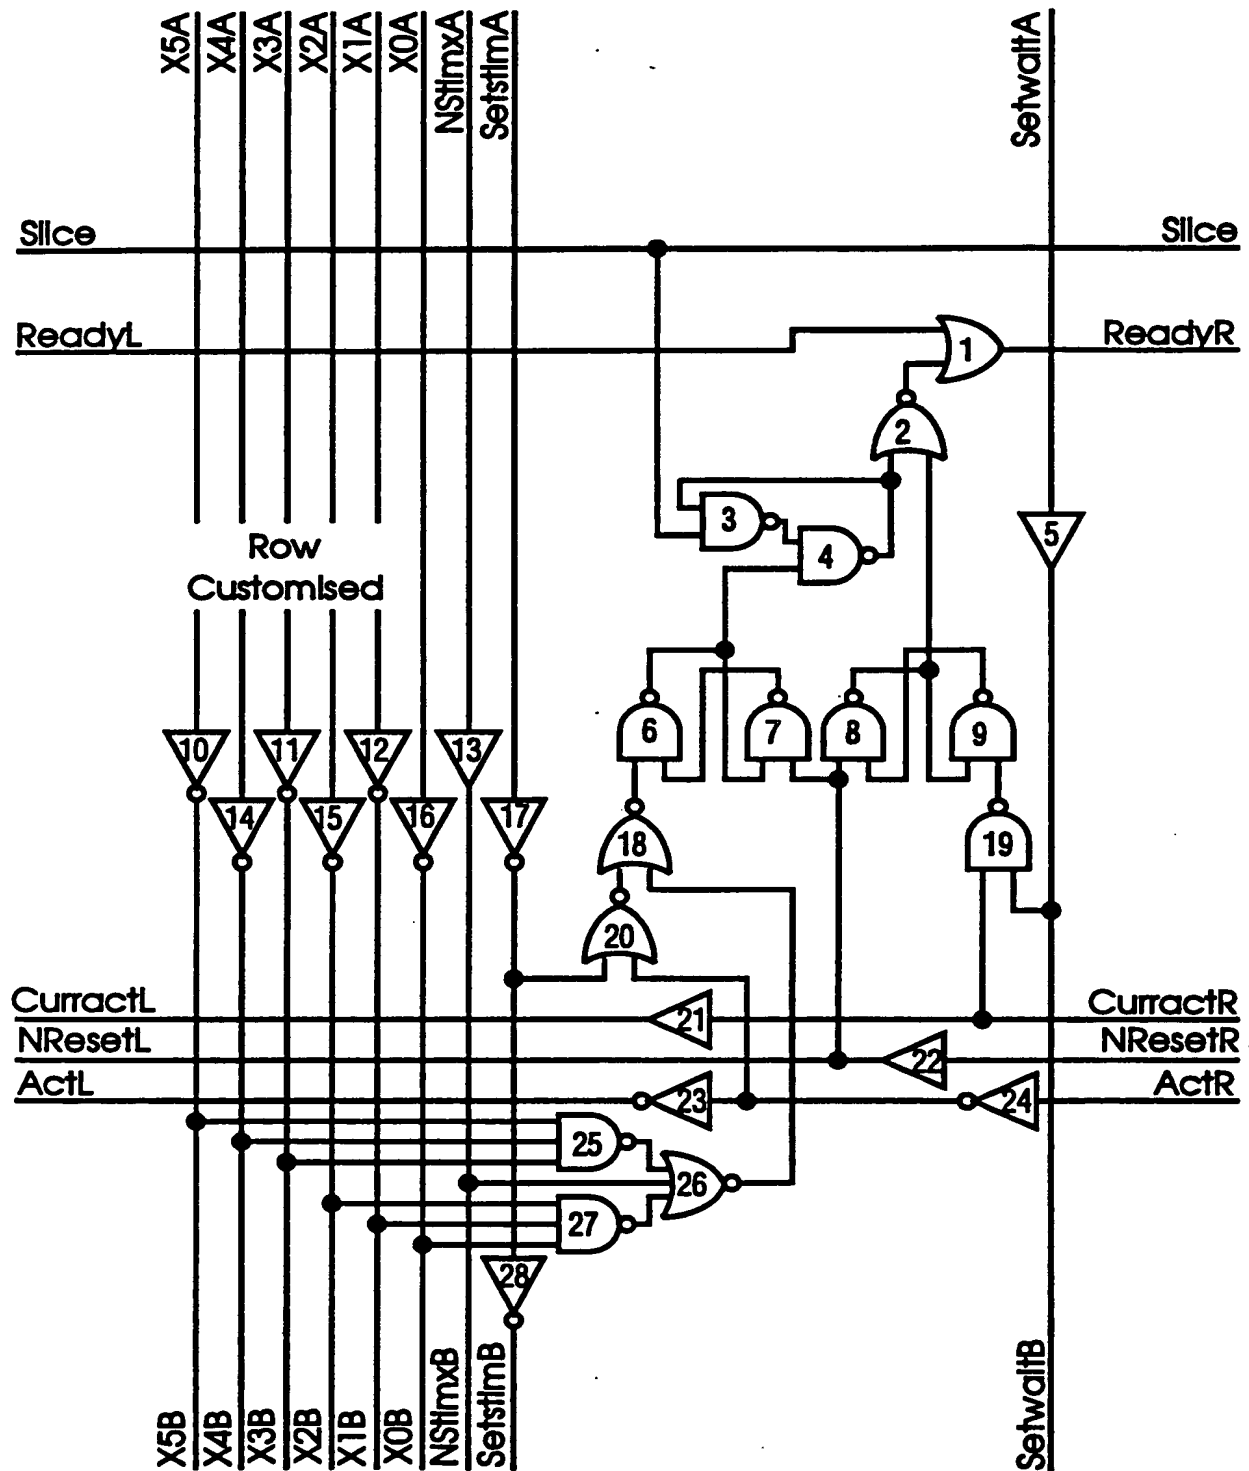 X5A
X4A
X3A
X2A
X1A
X0A
NStimxA
SetstimA
SetwaitA
Slice
Slice
ReadyL
1
ReadyR
2
3
4
5
Row
Customised
6
7
8
9
10
11
12
13
14
15
16
17
18
19
20
CurractL
21
CurractR
NResetL
22
NResetR
ActL
23
24
ActR
25
26
27
28
X5B
X4B
X3B
X2B
X1B
X0B
NStimxB
SetstimB
SetwaitB